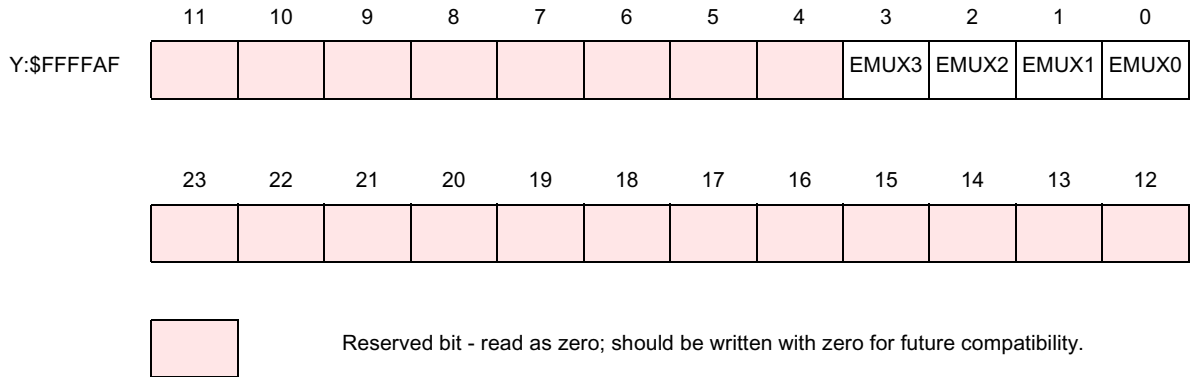 11 10 9 8 7 6 5 4 3 2 1 0
Y:$FFFFAF EMUX3 EMUX2 EMUX1 EMUX0
23 22 21 20 19 18 17 16 15 14 13 12
Reserved bit - read as zero; should be written with zero for future compatibility.